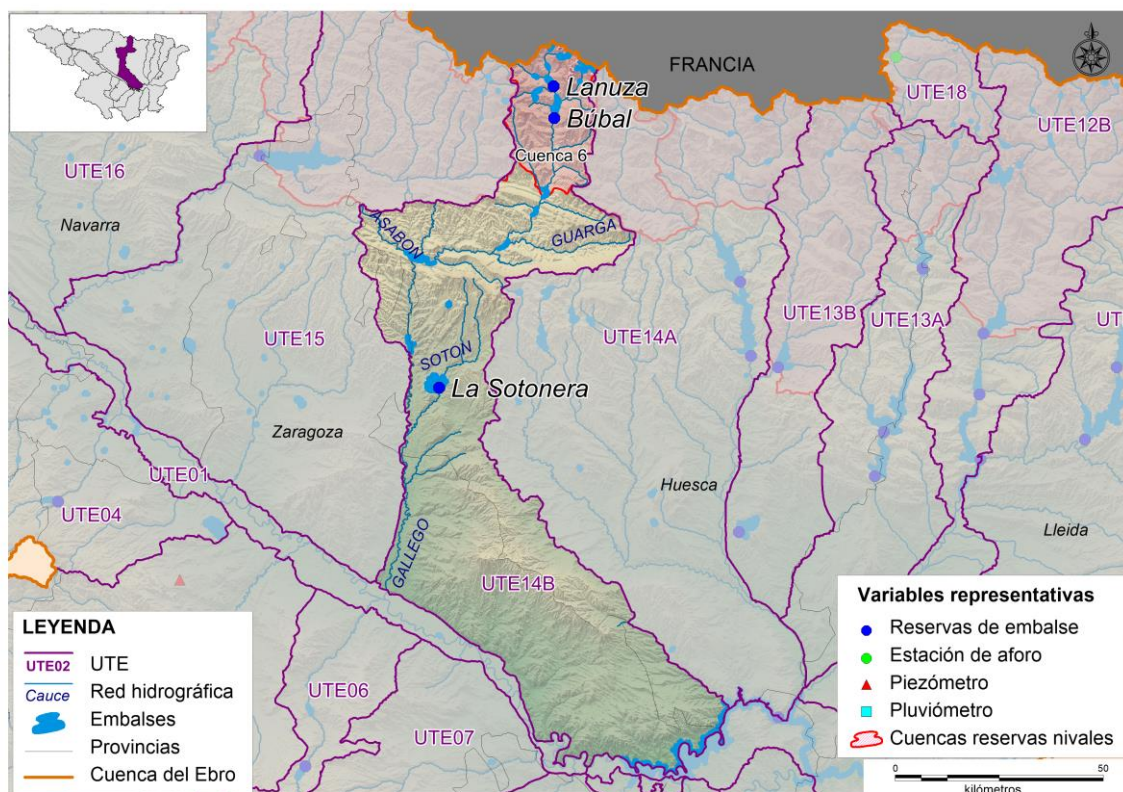 FRANCIA
Lanuza
Búbal
UTE18
UTE12B
Cuenca 6
UTE16
Navarra
ASABON
GUARGA
UTE15
UTE14A
UTE13B
UTE13A
UT
SOTON
La Sotonera
Zaragoza
UTE01
UTE04
Huesca
Lleida
GALLEGO
UTE14B
UTE06
UTE07
LEYENDA
UTE02 UTE
Cauce Red hidrográfica
Embalses
Provincias
Cuenca del Ebro
Variables representativas
Reservas de embalse
Estación de aforo
Piezómetro
Pluviómetro
Cuencas reservas nivales
0 50
kilómetros